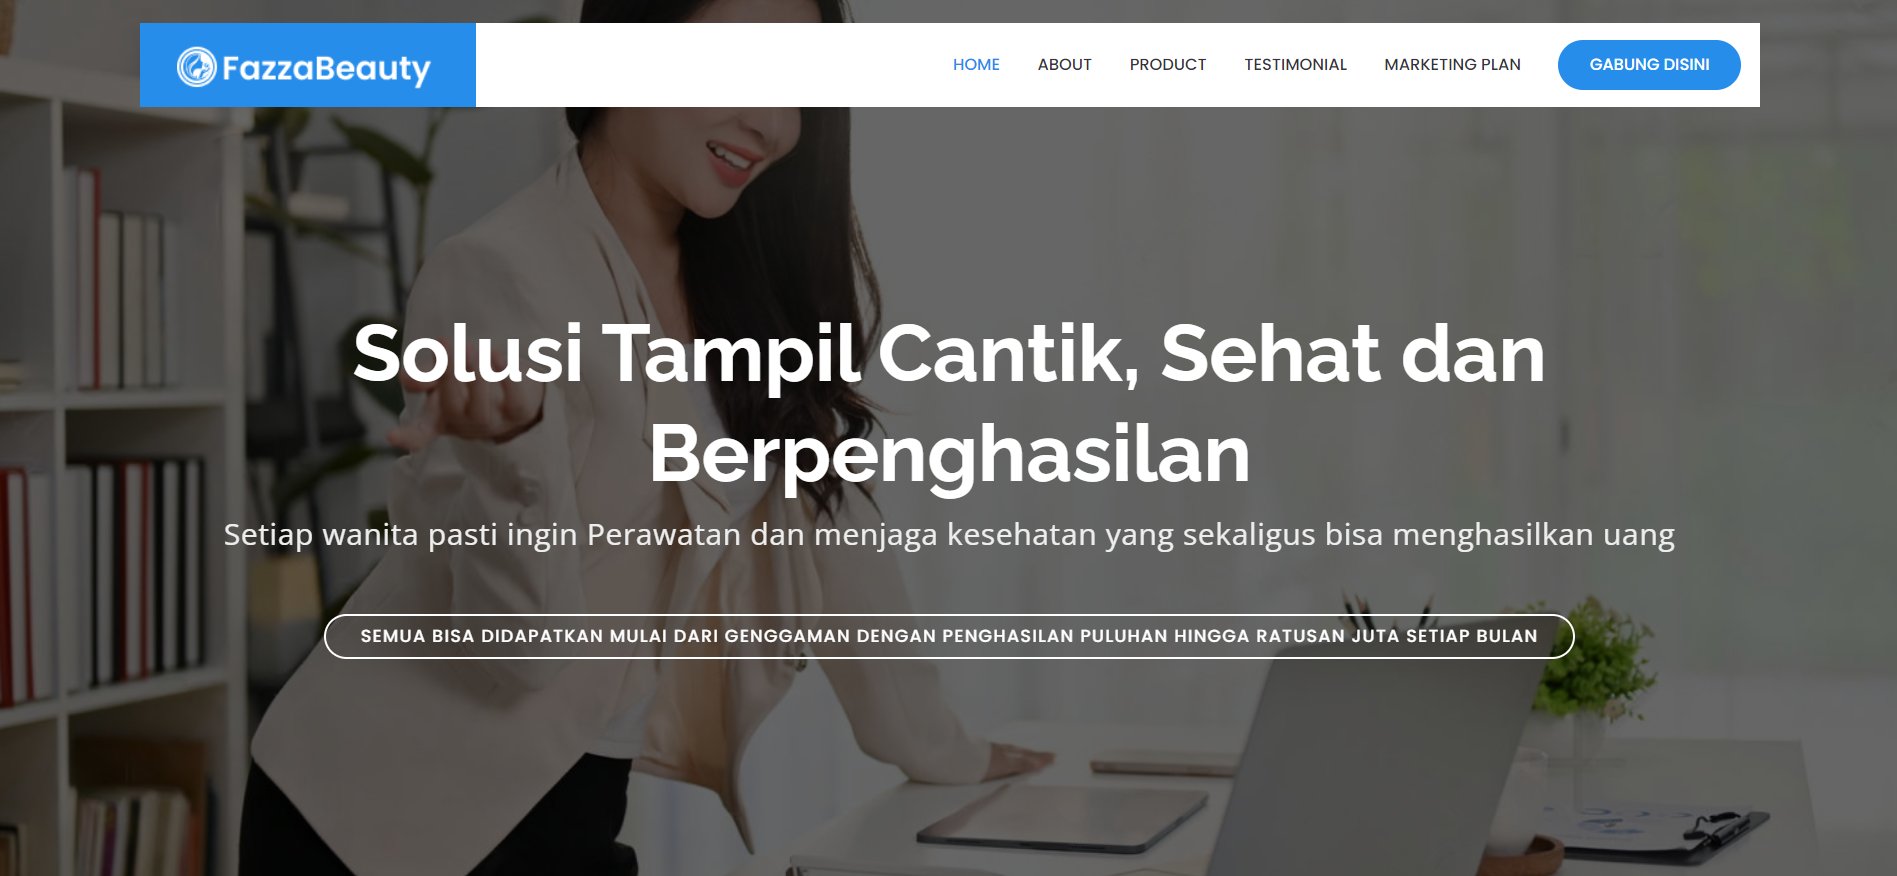 FazzaBeauty
HOME
ABOUT
PRODUCT
TESTIMONIAL
MARKETING PLAN
GABUNG DISINI
Solusi Tampil Cantik, Sehat dan
Berpenghasilan
Setiap wanita pasti ingin Perawatan dan menjaga kesehatan yang sekaligus bisa menghasilkan uang
SEMUA BISA DIDAPATKAN MULAI DARI GENGGAMAN DENGAN PENGHASILAN PULUHAN HINGGA RATUSAN JUTA SETIAP BULAN